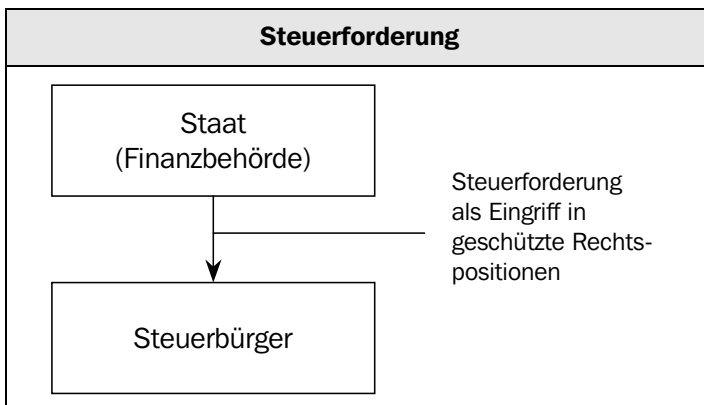 Steuerforderung
Staat
(Finanzbehörde)
Steuerforderung
als Eingriff in
geschützte Rechts-
positionen
Steuerbürger